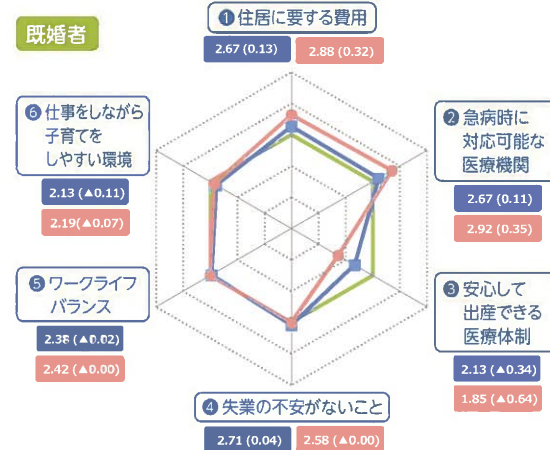 既婚者
❶住居に要する費用
2.67 (0.13)
2.88 (0.32)
❷急病時に
対応可能な
医療機関
2.67 (0.11)
2.92 (0.35)
❸安心して
出産できる
医療体制
2.13 (▲0.34)
1.85 (▲0.64)
❹失業の不安がないこと
2.71 (0.04)
2.58 (▲0.00)
❺ワークライフ
バランス
2.38 (▲0.02)
2.42 (▲0.00)
❻仕事をしながら
子育てを
しやすい環境
2.13 (▲0.11)
2.19(▲0.07)